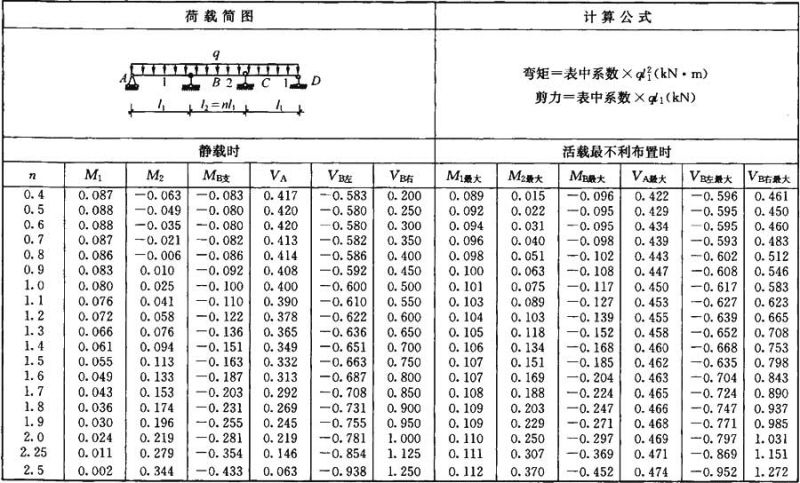 荷载简图 计算公式
q
A 1 B 2 C 1 D
l₁ l₂=nl₁ l₁
弯矩=表中系数×ql₁²(kN·m)
剪力=表中系数×ql₁(kN)
静载时 活载最不利布置时
n M₁ M₂ MB支 VA VB左 VB右 M₁最大 M₂最大 MB最大 VA最大 VB左最大 VB右最大
0.4 0.087 -0.063 -0.083 0.417 -0.583 0.200 0.089 0.015 -0.096 0.422 -0.596 0.461
0.5 0.088 -0.049 -0.080 0.420 -0.580 0.250 0.092 0.022 -0.095 0.429 -0.595 0.450
0.6 0.088 -0.035 -0.080 0.420 -0.580 0.300 0.094 0.031 -0.095 0.434 -0.595 0.460
0.7 0.087 -0.021 -0.082 0.413 -0.582 0.350 0.096 0.040 -0.098 0.439 -0.593 0.483
0.8 0.086 -0.006 -0.086 0.414 -0.586 0.400 0.098 0.051 -0.102 0.443 -0.602 0.512
0.9 0.083 0.010 -0.092 0.408 -0.592 0.450 0.100 0.063 -0.108 0.447 -0.608 0.546
1.0 0.080 0.025 -0.100 0.400 -0.600 0.500 0.101 0.075 -0.117 0.450 -0.617 0.583
1.1 0.076 0.041 -0.110 0.390 -0.610 0.550 0.103 0.089 -0.127 0.453 -0.627 0.623
1.2 0.072 0.058 -0.122 0.378 -0.622 0.600 0.104 0.103 -0.139 0.455 -0.639 0.665
1.3 0.066 0.076 -0.136 0.365 -0.636 0.650 0.105 0.118 -0.152 0.458 -0.652 0.708
1.4 0.061 0.094 -0.151 0.349 -0.651 0.700 0.106 0.134 -0.168 0.460 -0.668 0.753
1.5 0.055 0.113 -0.163 0.332 -0.663 0.750 0.107 0.151 -0.185 0.462 -0.635 0.798
1.6 0.049 0.133 -0.187 0.313 -0.687 0.800 0.107 0.169 -0.204 0.463 -0.704 0.843
1.7 0.043 0.153 -0.203 0.292 -0.708 0.850 0.108 0.188 -0.224 0.465 -0.724 0.890
1.8 0.036 0.174 -0.231 0.269 -0.731 0.900 0.109 0.203 -0.247 0.466 -0.747 0.937
1.9 0.030 0.196 -0.255 0.245 -0.755 0.950 0.109 0.229 -0.271 0.468 -0.771 0.985
2.0 0.024 0.219 -0.281 0.219 -0.781 1.000 0.110 0.250 -0.297 0.469 -0.797 1.031
2.25 0.011 0.279 -0.354 0.146 -0.854 1.125 0.111 0.307 -0.369 0.471 -0.869 1.151
2.5 0.002 0.344 -0.433 0.063 -0.938 1.250 0.112 0.370 -0.452 0.474 -0.952 1.272